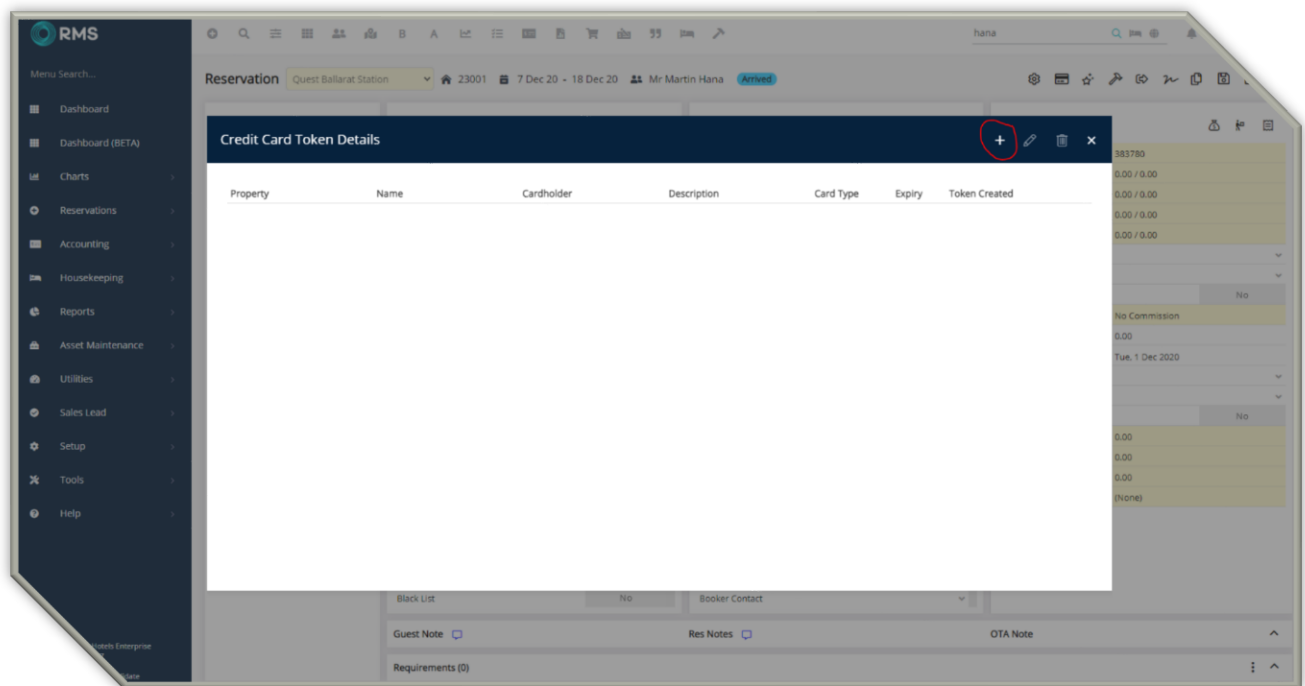 RMS
B A
hana
Menu Search...
Reservation Quest Ballarat Station 23001 7 Dec 20 - 18 Dec 20 Mr Martin Hana Arrived
Dashboard
Dashboard (BETA)
Charts
Reservations
Accounting
Housekeeping
Reports
Asset Maintenance
Utilities
Sales Lead
Setup
Tools
Help
Hotels Enterprise
Credit Card Token Details
Property Name Cardholder Description Card Type Expiry Token Created
383780
0.00 / 0.00
0.00 / 0.00
0.00 / 0.00
0.00 / 0.00
No
No Commission
0.00
Tue, 1 Dec 2020
No
0.00
0.00
0.00
(None)
Black List No Booker Contact
Guest Note Res Notes OTA Note
Requirements (0)